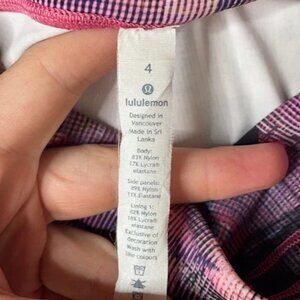 4
lululemon
Designed in
Vancouver
Made in Sri
Lanka
Body:
83% Nylon
17% Lycra®
elastane
Side panels:
89% Nylon
11% Elastane
Lining 1:
82% Nylon
18% Lycra®
elastane
Exclusive of
decoration
Wash with
like colours